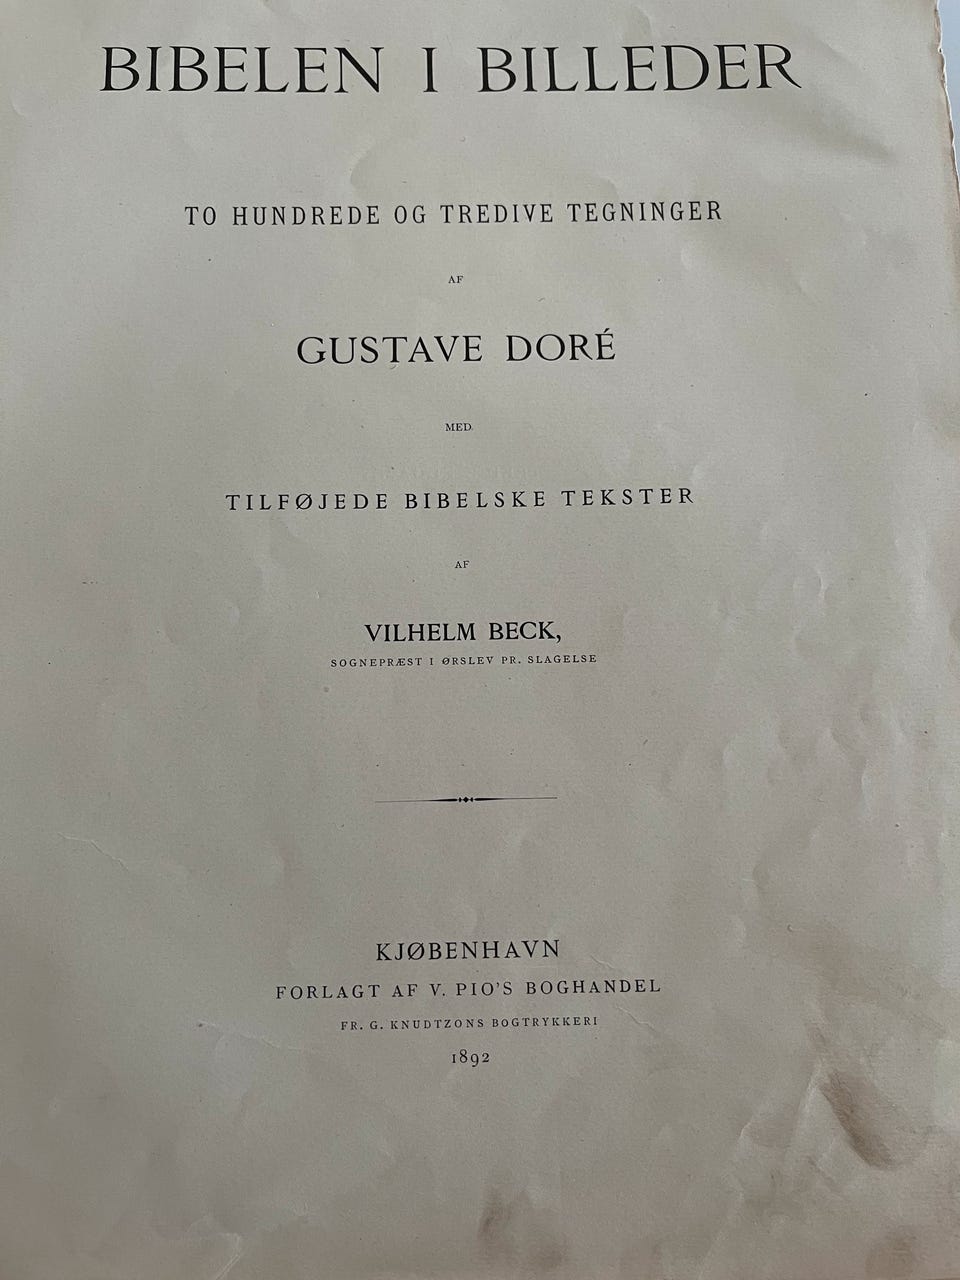 BIBELEN I BILLEDER
TO HUNDREDE OG TREDIVE TEGNINGER
AF
GUSTAVE DORÉ
MED
TILFØJEDE BIBELSKE TEKSTER
AF
VILHELM BECK,
SOGNEPRÆST I ØRSLEV PR. SLAGELSE
KJØBENHAVN
FORLAGT AF V. PIO'S BOGHANDEL
FR. G. KNUDTZONS BOGTRYKKERI
1892